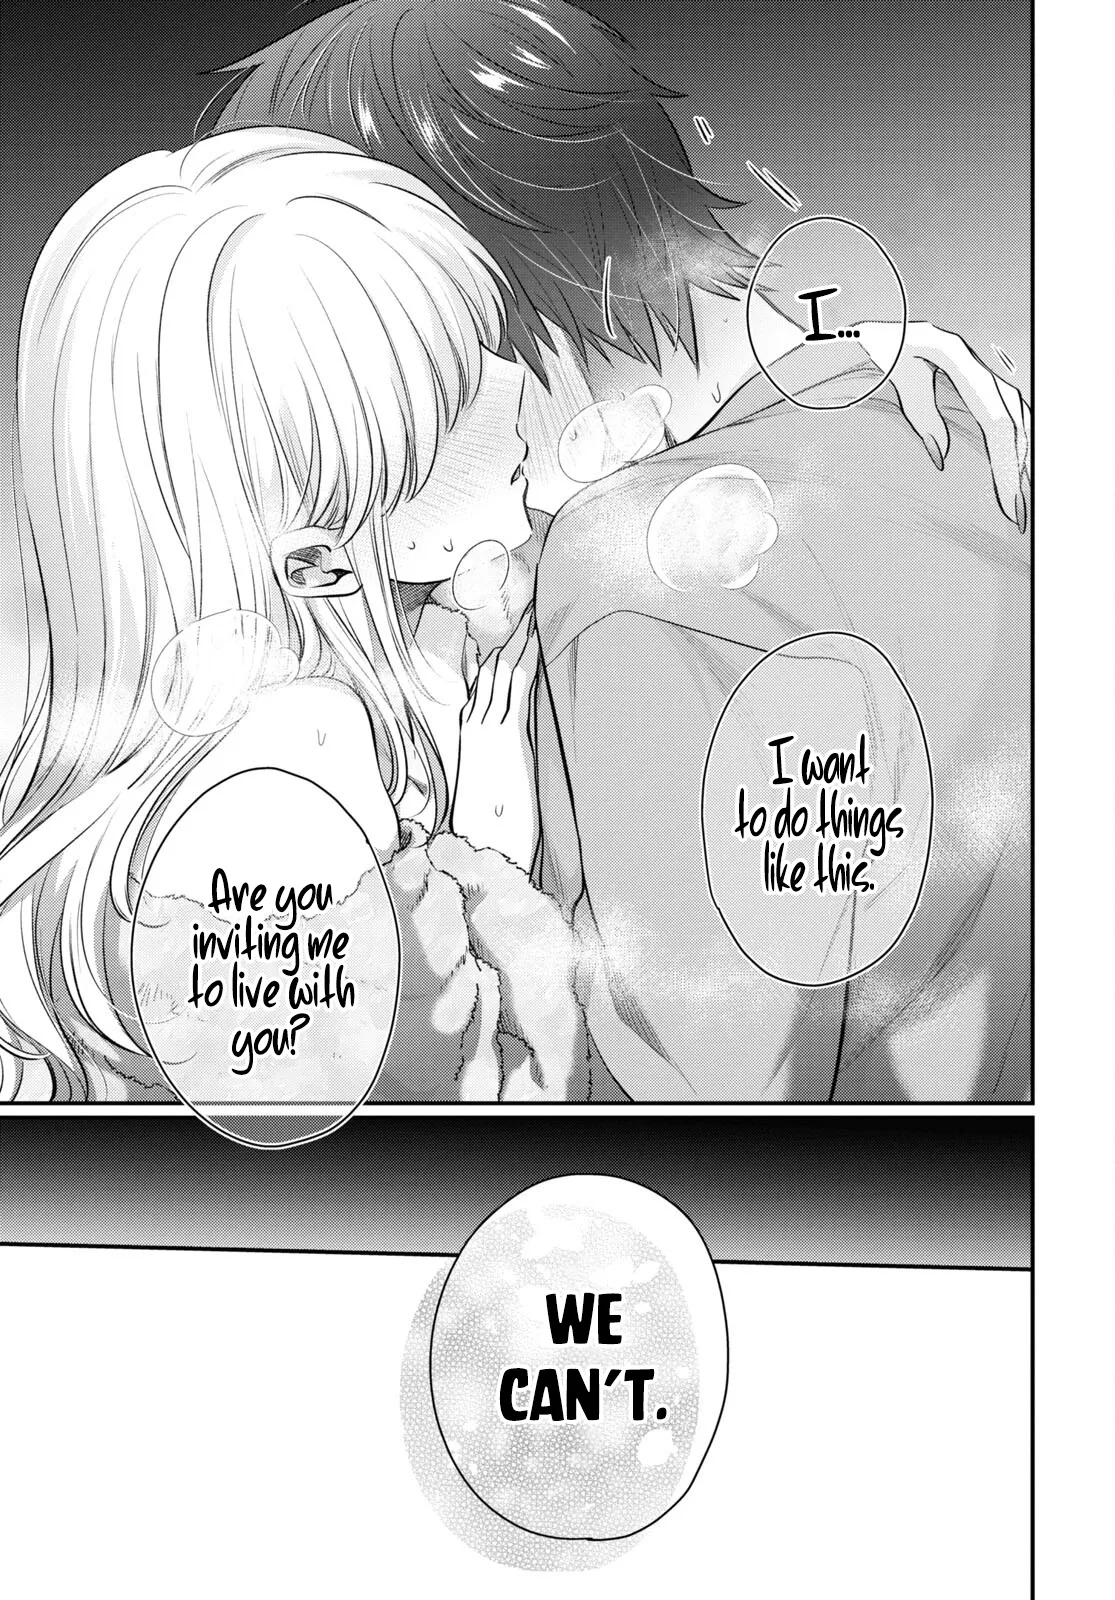 I...
I want
to do things
like this.
Are you
inviting me
to live with
you?
WE
CAN'T.